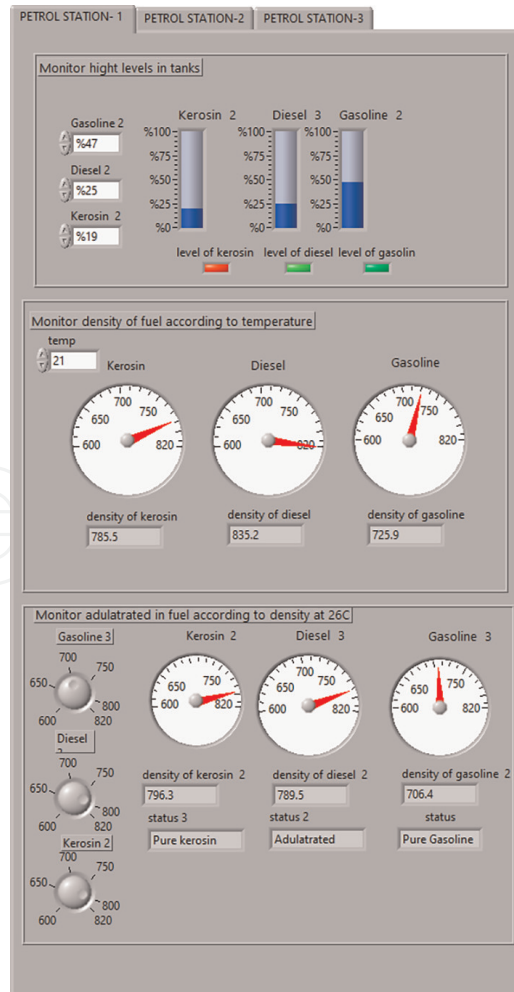 PETROL STATION- 1 PETROL STATION-2 PETROL STATION-3
Monitor hight levels in tanks
Gasoline 2
%47
Diesel 2
%25
Kerosin 2
%19
Kerosin 2 Diesel 3 Gasoline 2
%100 %100 %100
%75 %75 %75
%50 %50 %50
%25 %25 %25
%0 %0 %0
level of kerosin level of diesel level of gasolin
Monitor density of fuel according to temperature
temp
21
Kerosin Diesel Gasoline
600 650 700 750 820
600 650 700 750 820
600 650 700 750 820
density of kerosin density of diesel density of gasoline
785.5 835.2 725.9
Monitor adulatrated in fuel according to density at 26C
Gasoline 3
600 650 700 750 800 820
Diesel
600 650 700 750 800 820
Kerosin 2
600 650 700 750 800 820
Kerosin 2 Diesel 3 Gasoline 3
600 650 700 750 820
600 650 700 750 820
600 650 700 750 820
density of kerosin 2 density of diesel 2 density of gasoline 2
796.3 789.5 706.4
status 3 status 2 status
Pure kerosin Adulatrated Pure Gasoline